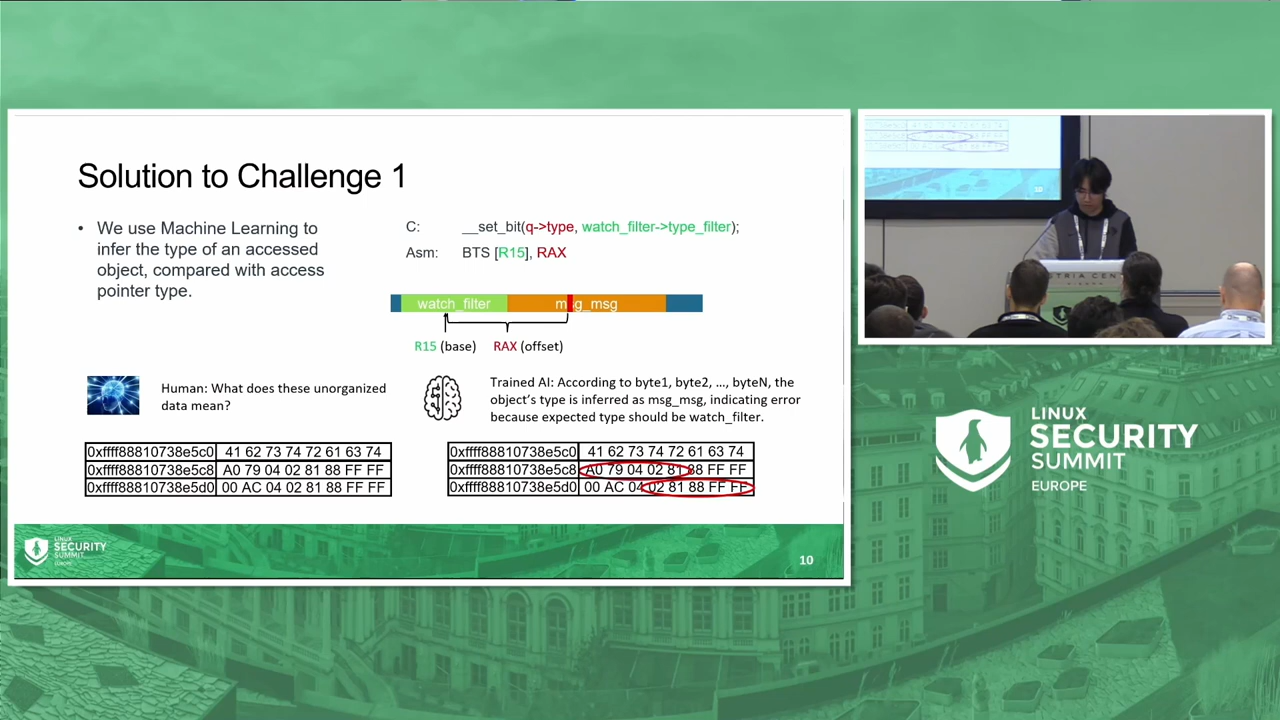 Solution to Challenge 1
• We use Machine Learning to
infer the type of an accessed
object, compared with access
pointer type.
C: __set_bit(q->type, watch_filter->type_filter);
Asm: BTS [R15], RAX
watch_filter msg_msg
R15 (base) RAX (offset)
Human: What does these unorganized
data mean?
Trained AI: According to byte1, byte2, …, byteN, the
object's type is inferred as msg_msg, indicating error
because expected type should be watch_filter.
0xffff88810738e5c0 41 62 73 74 72 61 63 74
0xffff88810738e5c8 A0 79 04 02 81 88 FF FF
0xffff88810738e5d0 00 AC 04 02 81 88 FF FF
0xffff88810738e5c0 41 62 73 74 72 61 63 74
0xffff88810738e5c8 A0 79 04 02 81 88 FF FF
0xffff88810738e5d0 00 AC 04 02 81 88 FF FF
LINUX
SECURITY
SUMMIT
EUROPE
10
10
STRIA CEN
LINUX
SECURITY
SUMMIT
EUROPE